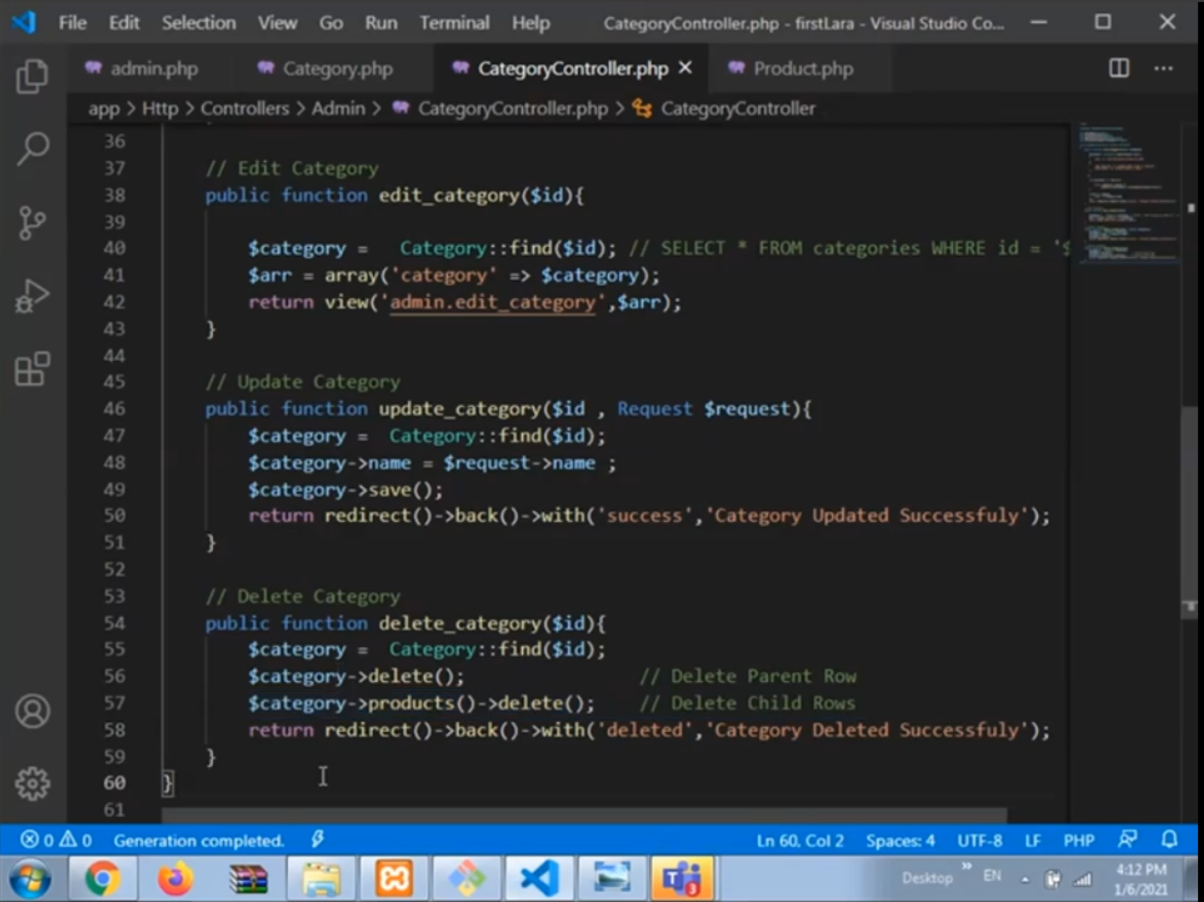 File Edit Selection View Go Run Terminal Help CategoryController.php - firstLara - Visual Studio Co...
admin.php Category.php CategoryController.php Product.php
app > Http > Controllers > Admin > CategoryController.php > CategoryController
36
37 // Edit Category
38 public function edit_category($id){
39
40 $category = Category::find($id); // SELECT * FROM categories WHERE id = '$
41 $arr = array('category' => $category);
42 return view('admin.edit_category',$arr);
43 }
44
45 // Update Category
46 public function update_category($id , Request $request){
47 $category = Category::find($id);
48 $category->name = $request->name ;
49 $category->save();
50 return redirect()->back()->with('success','Category Updated Successfuly');
51 }
52
53 // Delete Category
54 public function delete_category($id){
55 $category = Category::find($id);
56 $category->delete(); // Delete Parent Row
57 $category->products()->delete(); // Delete Child Rows
58 return redirect()->back()->with('deleted','Category Deleted Successfuly');
59 }
60 }
61
0 0 Generation completed. Ln 60, Col 2 Spaces: 4 UTF-8 LF PHP
Desktop » EN 4:12 PM
3 1/6/2021